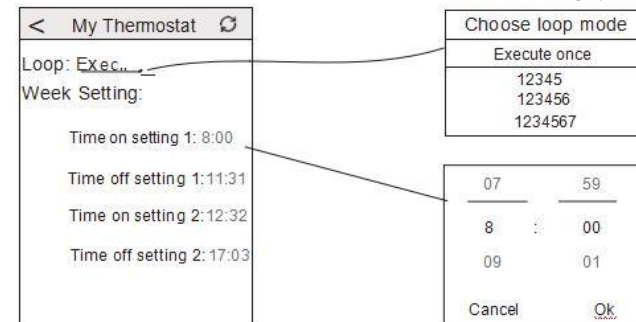 < My Thermostat
Loop: Exec..
Week Setting:
Time on setting 1: 8:00
Time off setting 1:11:31
Time on setting 2:12:32
Time off setting 2:17:03
Choose loop mode
Execute once
12345
123456
1234567
07 59
8 : 00
09 01
Cancel Ok